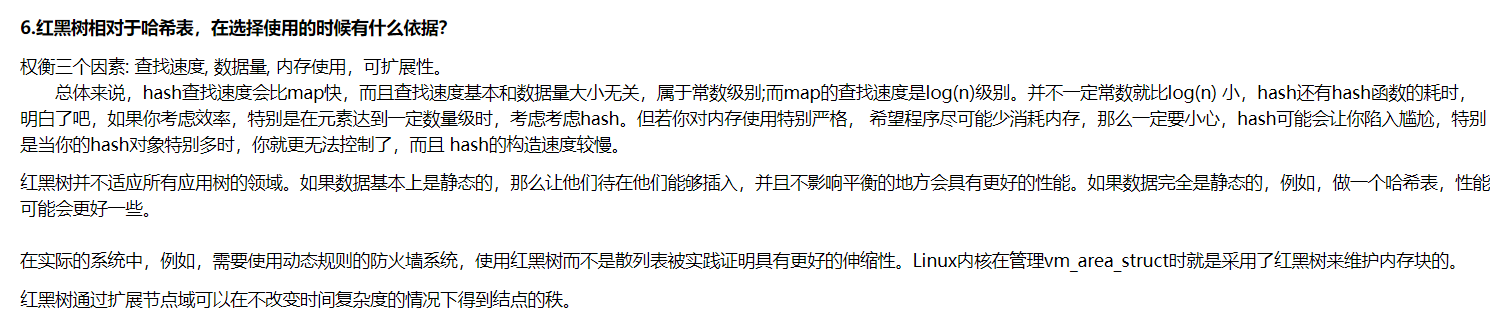 6.红黑树相对于哈希表，在选择使用的时候有什么依据？
权衡三个因素: 查找速度, 数据量, 内存使用，可扩展性。
总体来说，hash查找速度会比map快，而且查找速度基本和数据量大小无关，属于常数级别;而map的查找速度是log(n)级别。并不一定常数就比log(n) 小，hash还有hash函数的耗时，
明白了吧，如果你考虑效率，特别是在元素达到一定数量级时，考虑考虑hash。但若你对内存使用特别严格， 希望程序尽可能少消耗内存，那么一定要小心，hash可能会让你陷入尴尬，特别
是当你的hash对象特别多时，你就更无法控制了，而且 hash的构造速度较慢。
红黑树并不适应所有应用树的领域。如果数据基本上是静态的，那么让他们待在他们能够插入，并且不影响平衡的地方会具有更好的性能。如果数据完全是静态的，例如，做一个哈希表，性能
可能会更好一些。
在实际的系统中，例如，需要使用动态规则的防火墙系统，使用红黑树而不是散列表被实践证明具有更好的伸缩性。Linux内核在管理vm_area_struct时就是采用了红黑树来维护内存块的。
红黑树通过扩展节点域可以在不改变时间复杂度的情况下得到结点的秩。